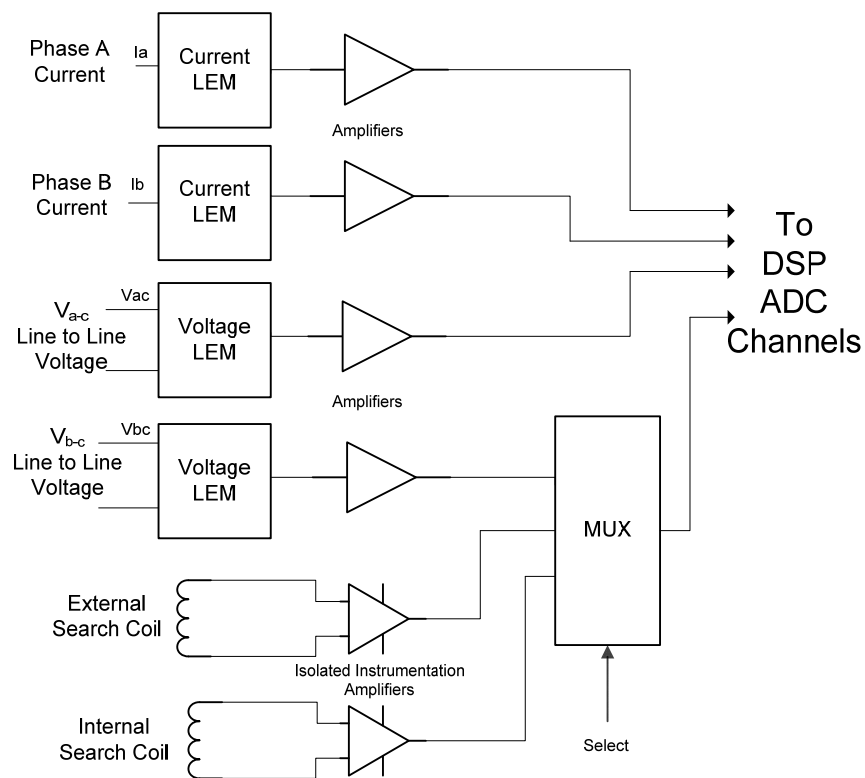 Phase A
Current
Ia
Current
LEM
Amplifiers
Phase B
Current
Ib
Current
LEM
To
DSP
ADC
Channels
Va-c
Line to Line
Voltage
Vac
Voltage
LEM
Amplifiers
Vb-c
Line to Line
Voltage
Vbc
Voltage
LEM
MUX
External
Search Coil
Isolated Instrumentation
Amplifiers
Internal
Search Coil
Select